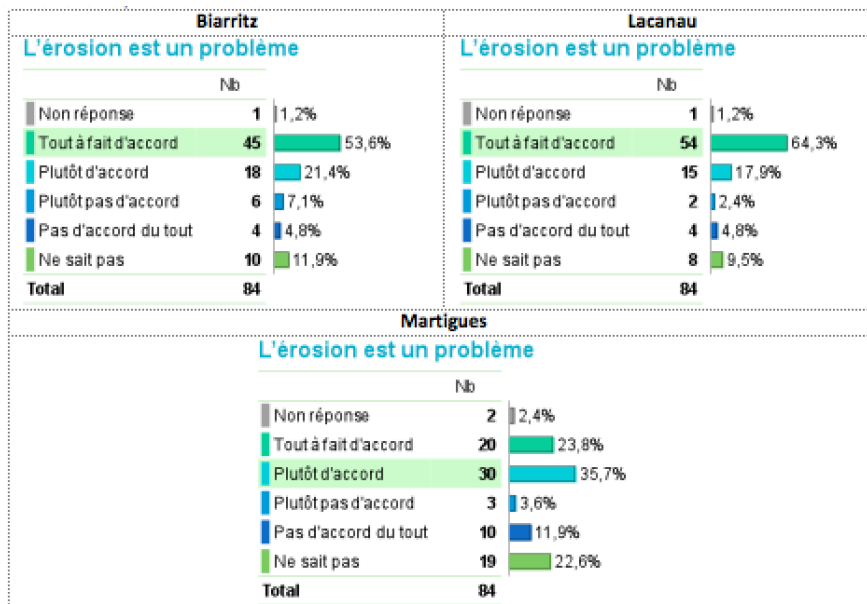 Biarritz
L'érosion est un problème
Nb
Non réponse 1 1,2%
Tout à fait d'accord 45 53,6%
Plutôt d'accord 18 21,4%
Plutôt pas d'accord 6 7,1%
Pas d'accord du tout 4 4,8%
Ne sait pas 10 11,9%
Total 84
Lacanau
L'érosion est un problème
Nb
Non réponse 1 1,2%
Tout à fait d'accord 54 64,3%
Plutôt d'accord 15 17,9%
Plutôt pas d'accord 2 2,4%
Pas d'accord du tout 4 4,8%
Ne sait pas 8 9,5%
Total 84
Martigues
L'érosion est un problème
Nb
Non réponse 2 2,4%
Tout à fait d'accord 20 23,8%
Plutôt d'accord 30 35,7%
Plutôt pas d'accord 3 3,6%
Pas d'accord du tout 10 11,9%
Ne sait pas 19 22,6%
Total 84